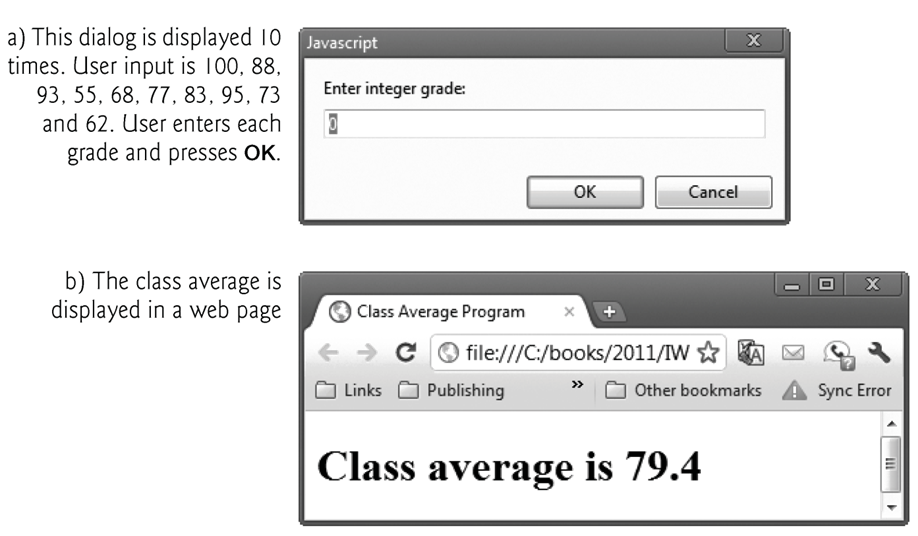 a) This dialog is displayed 10
times. User input is 100, 88,
93, 55, 68, 77, 83, 95, 73
and 62. User enters each
grade and presses OK.
Javascript
Enter integer grade:
0
OK
Cancel
b) The class average is
displayed in a web page
Class Average Program
file:///C:/books/2011/IW
Links
Publishing
»
Other bookmarks
Sync Error
Class average is 79.4